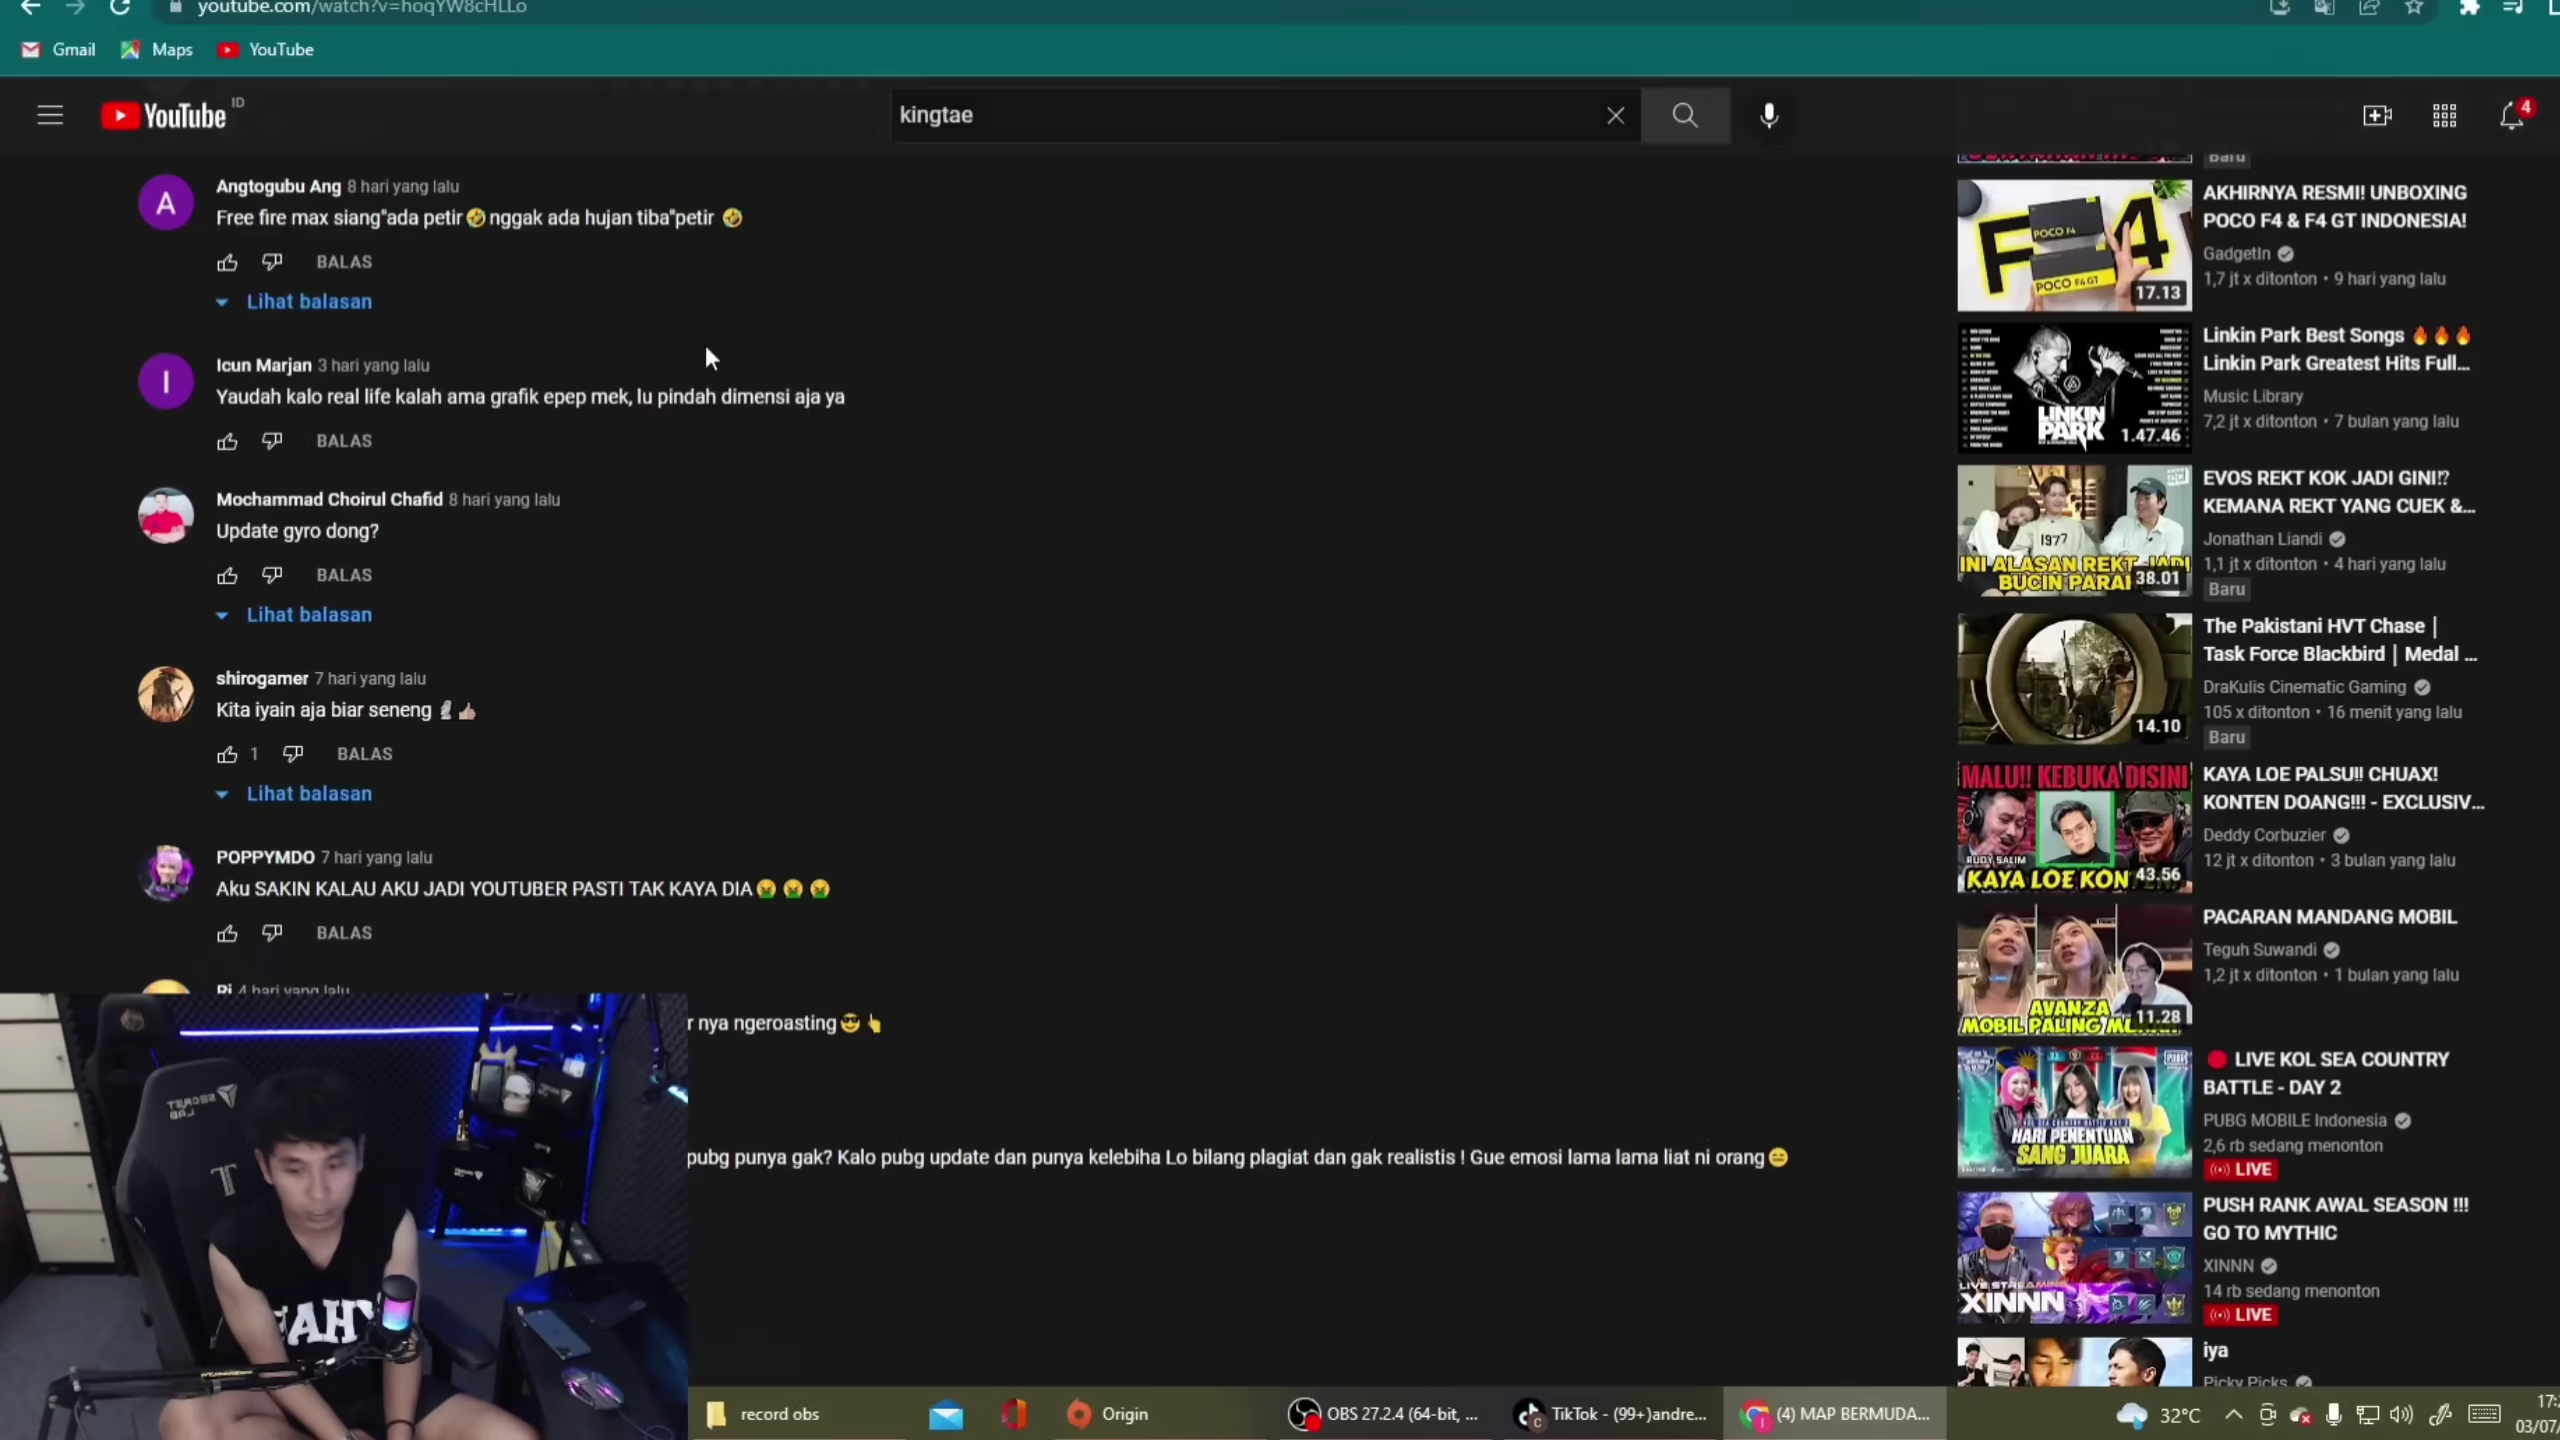 youtube.com/watch?v=hoqYW8cHLLo
Gmail
Maps
YouTube
YouTube ID
kingtae
4
Angtogubu Ang 8 hari yang lalu
Free fire max siang"ada petir🤣nggak ada hujan tiba"petir 🤣
BALAS
Lihat balasan
Icun Marjan 3 hari yang lalu
Yaudah kalo real life kalah ama grafik epep mek, lu pindah dimensi aja ya
BALAS
Mochammad Choirul Chafid 8 hari yang lalu
Update gyro dong?
BALAS
Lihat balasan
shirogamer 7 hari yang lalu
Kita iyain aja biar seneng 🗿👍🏼
1
BALAS
Lihat balasan
POPPYMDO 7 hari yang lalu
Aku SAKIN KALAU AKU JADI YOUTUBER PASTI TAK KAYA DIA🤮🤮🤮
BALAS
Ri 4 hari yang lalu
r nya ngeroasting😎👆
pubg punya gak? Kalo pubg update dan punya kelebiha Lo bilang plagiat dan gak realistis ! Gue emosi lama lama liat ni orang😑
Baru
POCO F4
POCO F4 GT
17.13
AKHIRNYA RESMI! UNBOXING
POCO F4 & F4 GT INDONESIA!
GadgetIn
1,7 jt x ditonton • 9 hari yang lalu
LINKIN
PARK
1.47.46
Linkin Park Best Songs 🔥🔥🔥
Linkin Park Greatest Hits Full...
Music Library
7,2 jt x ditonton • 7 bulan yang lalu
1977
INI ALASAN REKT JADI
BUCIN PARAH
38.01
EVOS REKT KOK JADI GINI!?
KEMANA REKT YANG CUEK &...
Jonathan Liandi
1,1 jt x ditonton • 4 hari yang lalu
Baru
14.10
The Pakistani HVT Chase |
Task Force Blackbird | Medal ...
DraKulis Cinematic Gaming
105 x ditonton • 16 menit yang lalu
Baru
MALU!! KEBUKA DISINI
RUDY SALIM
KAYA LOE KON
43.56
KAYA LOE PALSU!! CHUAX!
KONTEN DOANG!!! - EXCLUSIV...
Deddy Corbuzier
12 jt x ditonton • 3 bulan yang lalu
AVANZA
MOBIL PALING
11.28
PACARAN MANDANG MOBIL
Teguh Suwandi
1,2 jt x ditonton • 1 bulan yang lalu
HARI PENENTUAN
SANG JUARA
🔴 LIVE KOL SEA COUNTRY
BATTLE - DAY 2
PUBG MOBILE Indonesia
2,6 rb sedang menonton
LIVE
LIVE STREAMING
XINNN
PUSH RANK AWAL SEASON !!!
GO TO MYTHIC
XINNN
14 rb sedang menonton
LIVE
iya
Picky Picks
SECRET
LAB
record obs
Origin
OBS 27.2.4 (64-bit, ...
TikTok - (99+)andre...
(4) MAP BERMUDA...
32°C
17:2
03/07/